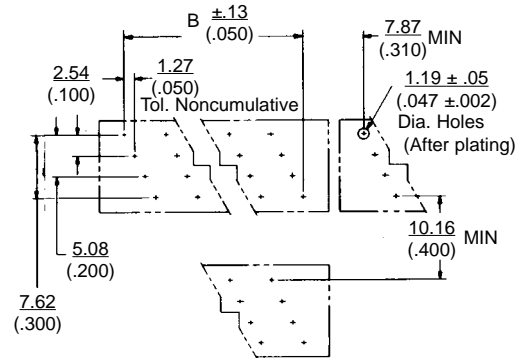 B ±.13
(.050)
7.87
(.310) MIN
2.54
(.100)
1.27
(.050)
Tol. Noncumulative
1.19 ± .05
(.047 ±.002)
Dia. Holes
(After plating)
5.08
(.200)
10.16
(.400) MIN
7.62
(.300)